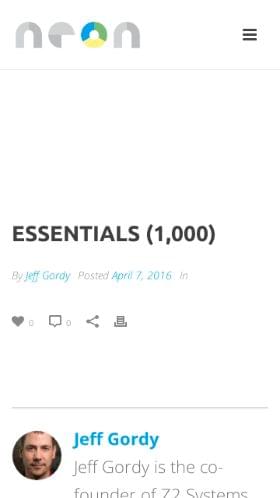 neon
ESSENTIALS (1,000)
By Jeff Gordy Posted April 7, 2016 In
0 0
Jeff Gordy
Jeff Gordy is the co-
founder of Z2 Systems